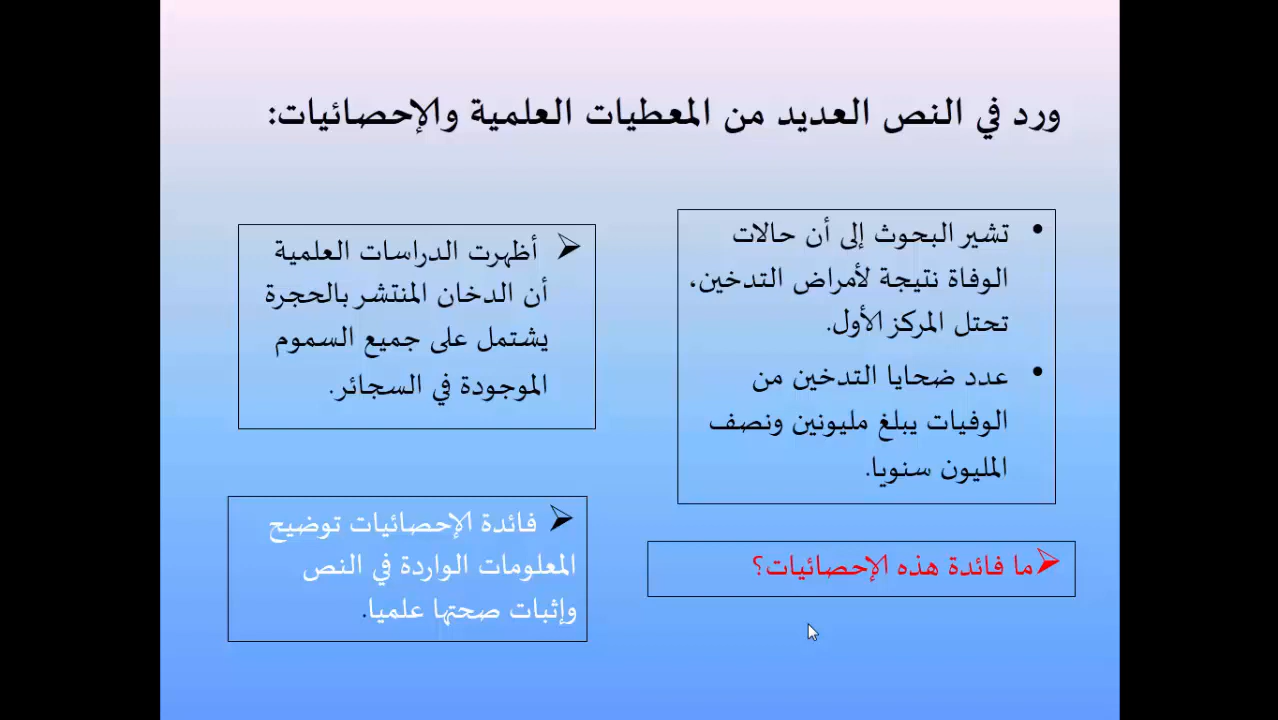 ورد في النص العديد من المعطيات العلمية والإحصائيات:
• تشير البحوث إلى أن حالات
الوفاة نتيجة لأمراض التدخين،
تحتل المركز الأول.
• عدد ضحايا التدخين من
الوفيات يبلغ مليونين ونصف
المليون سنويا.
➢ أظهرت الدراسات العلمية
أن الدخان المنتشر بالحجرة
يشتمل على جميع السموم
الموجودة في السجائر.
➢ ما فائدة هذه الإحصائيات؟
➢ فائدة الإحصائيات توضيح
المعلومات الواردة في النص
وإثبات صحتها علميا.